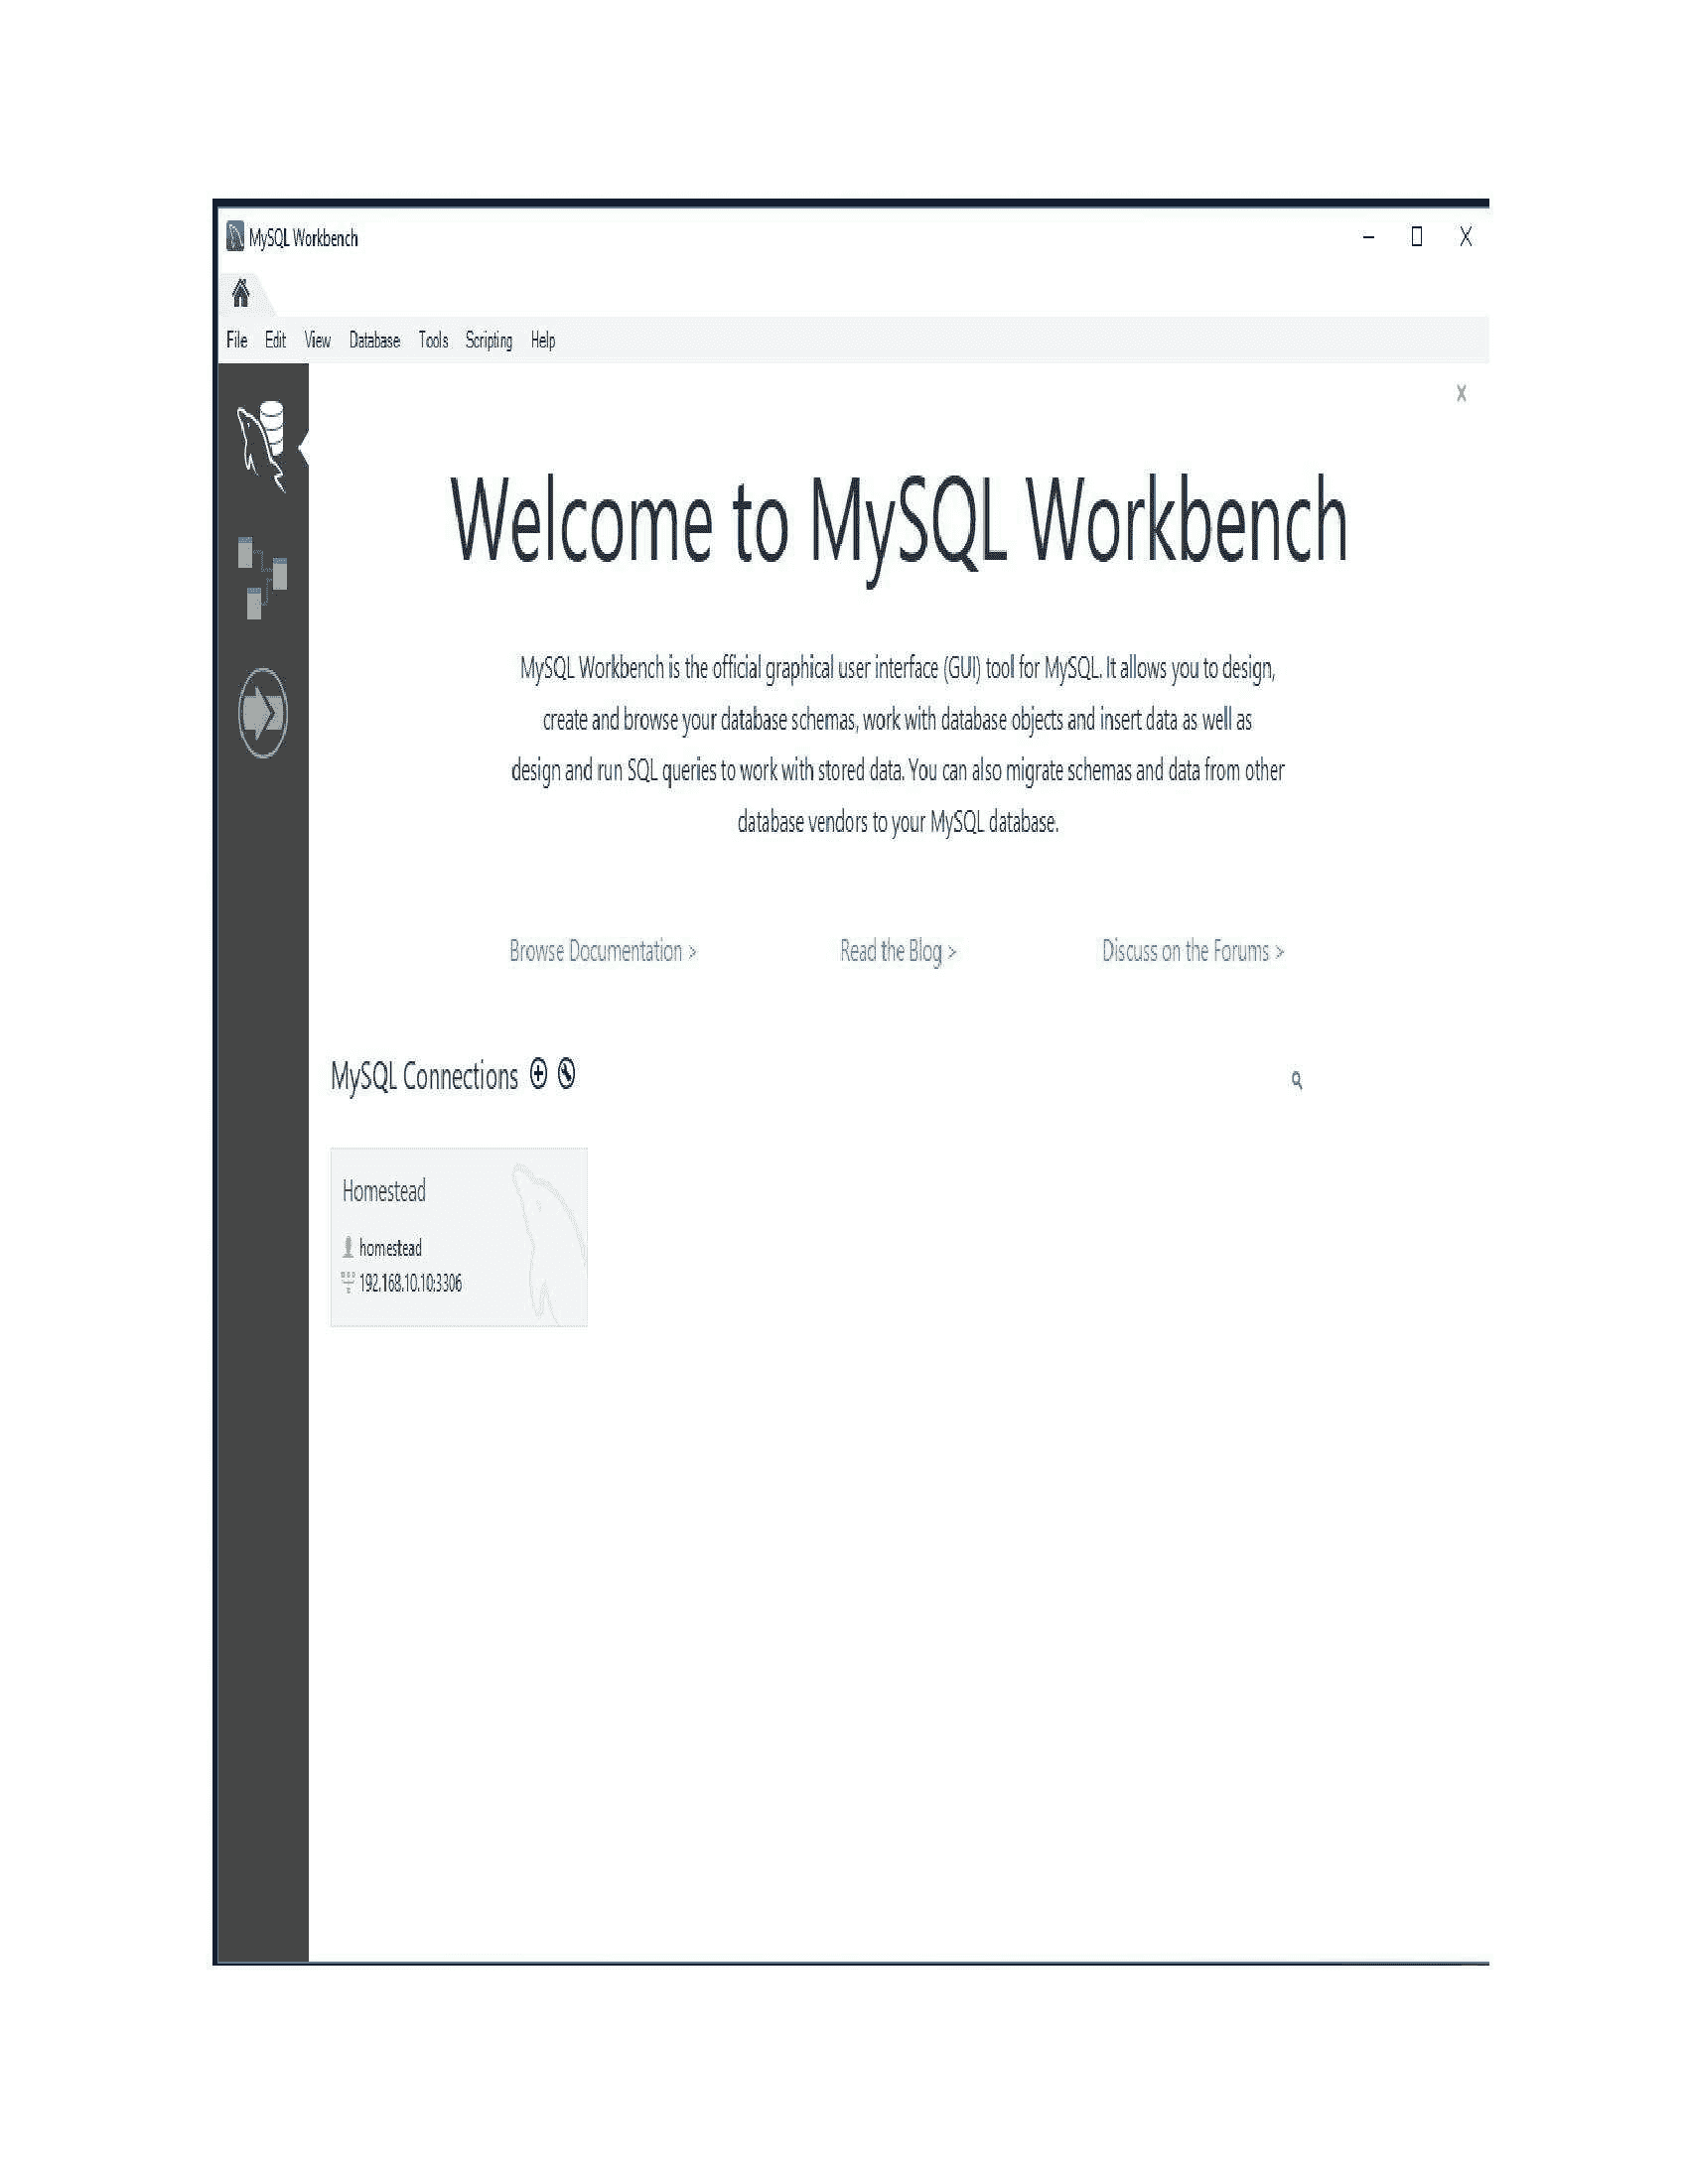 MySQL Workbench
File Edit View Database Tools Scripting Help
Welcome to MySQL Workbench
MySQL Workbench is the official graphical user interface (GUI) tool for MySQL. It allows you to design,
create and browse your database schemas, work with database objects and insert data as well as
design and run SQL queries to work with stored data. You can also migrate schemas and data from other
database vendors to your MySQL database.
Browse Documentation > Read the Blog > Discuss on the Forums >
MySQL Connections
Homestead
homestead
192.168.10.10:3306